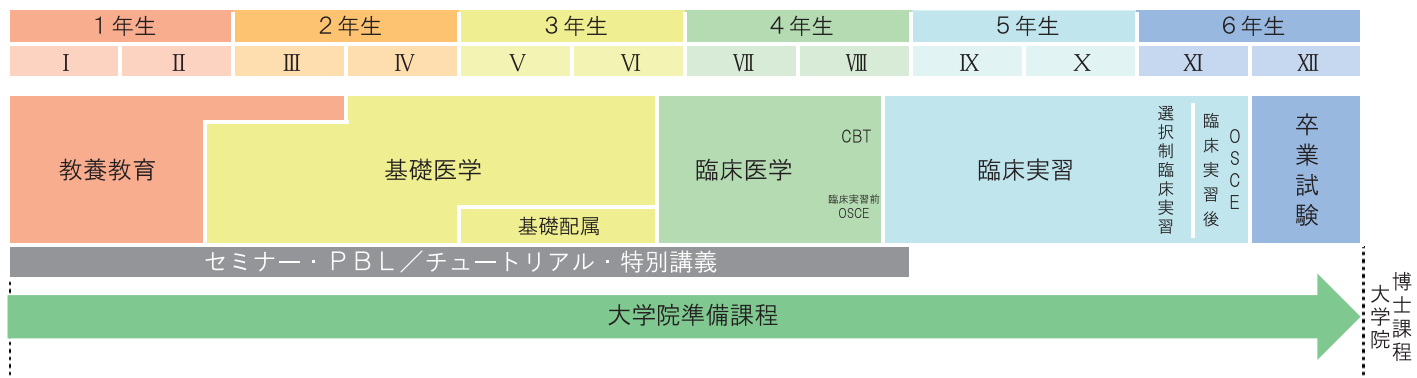 1年生 2年生 3年生 4年生 5年生 6年生
Ⅰ Ⅱ Ⅲ Ⅳ Ⅴ Ⅵ Ⅶ Ⅷ Ⅸ Ⅹ Ⅺ Ⅻ
教養教育
基礎医学
基礎配属
臨床医学
CBT
臨床実習前
OSCE
臨床実習
選択制臨床実習
臨床実習後
OSCE
卒業試験
セミナー・PBL／チュートリアル・特別講義
大学院準備課程
大学院
博士課程